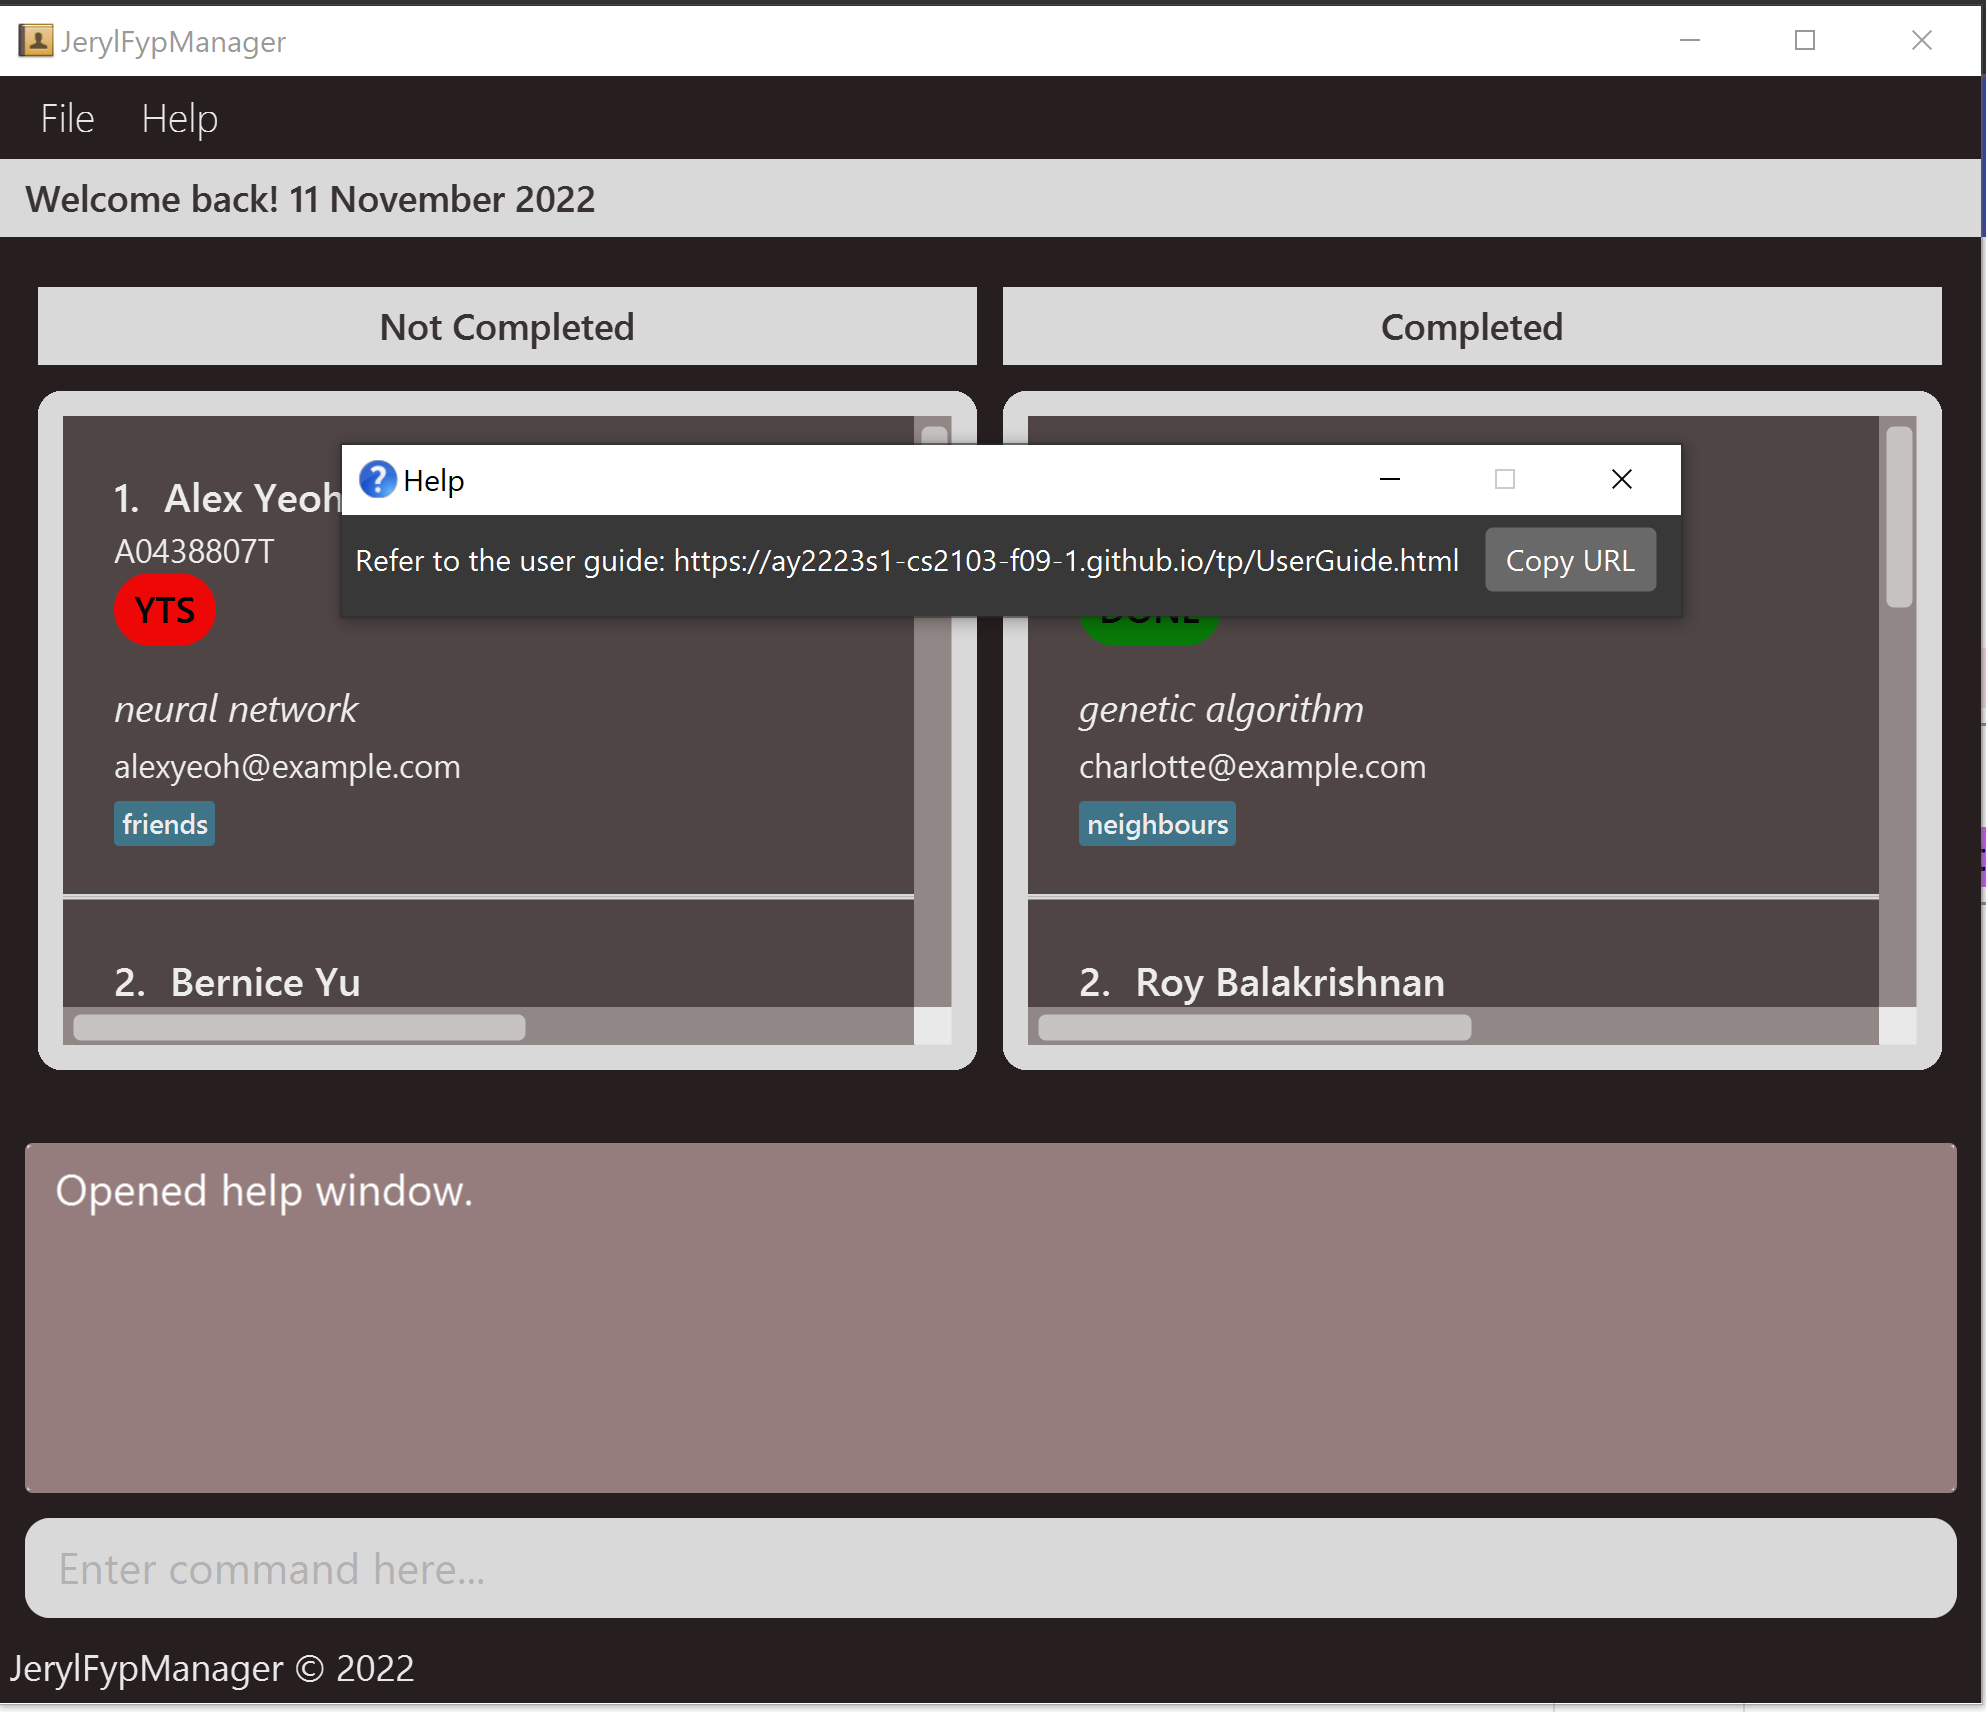 JerylFypManager
File Help
Welcome back! 11 November 2022
Not Completed
Completed
Help
Refer to the user guide: https://ay2223s1-cs2103-f09-1.github.io/tp/UserGuide.html
Copy URL
1. Alex Yeoh
A0438807T
YTS
neural network
alexyeoh@example.com
friends
2. Bernice Yu
DONE
genetic algorithm
charlotte@example.com
neighbours
2. Roy Balakrishnan
Opened help window.
Enter command here...
JerylFypManager © 2022